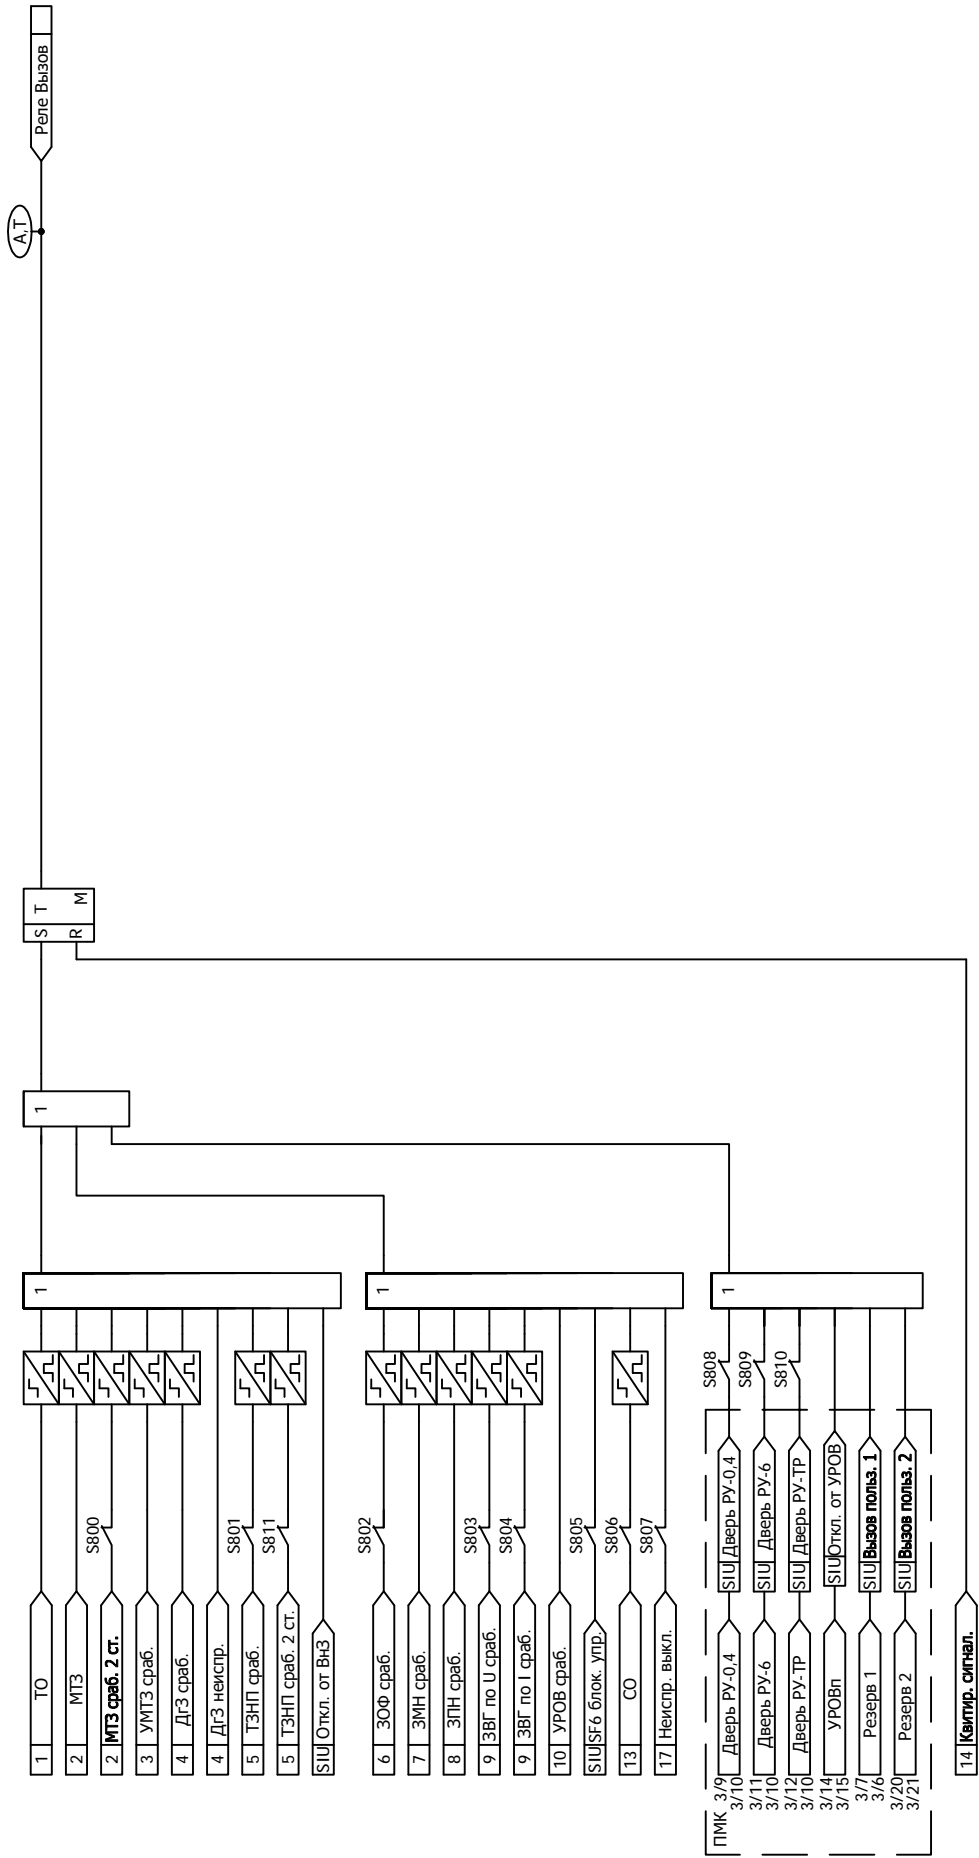 1 ТО
2 МТЗ
2 МТЗ сраб. 2 ст.
S800
3 УМТЗ сраб.
4 ДгЗ сраб.
4 ДгЗ неиспр.
5 ТЗНП сраб.
S801
5 ТЗНП сраб. 2 ст.
S811
SIU Откл. от ВнЗ
1
6 ЗОФ сраб.
S802
7 ЗМН сраб.
8 ЗПН сраб.
9 ЗВГ по U сраб.
S803
9 ЗВГ по I сраб.
S804
10 УРОВ сраб.
SIU SF6 блок. упр.
S805
13 СО
S806
17 Неиспр. выкл.
S807
1
ПМК
3/9
3/10
Дверь РУ-0,4
SIU Дверь РУ-0,4
S808
3/11
3/10
Дверь РУ-6
SIU Дверь РУ-6
S809
3/12
3/10
Дверь РУ-ТР
SIU Дверь РУ-ТР
S810
3/14
3/15
УРОВп
SIU Откл. от УРОВ
3/7
3/6
Резерв 1
SIU Вызов польз. 1
3/20
3/21
Резерв 2
SIU Вызов польз. 2
1
14 Квитир. сигнал.
1
S T
R M
А,Т
Реле Вызов